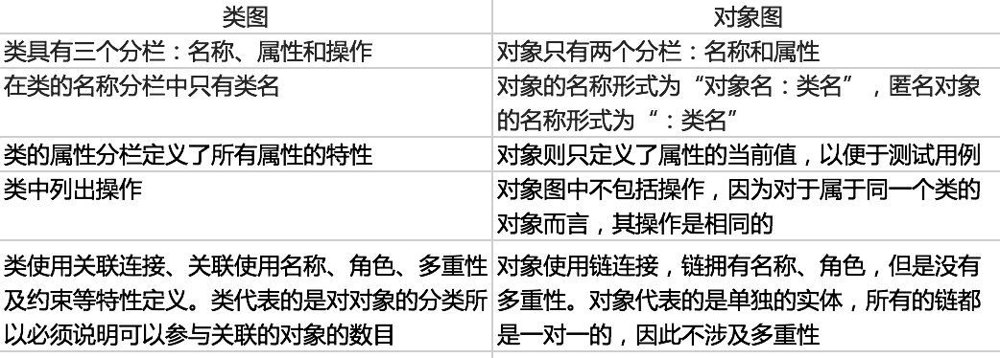 类图
对象图
类具有三个分栏：名称、属性和操作
对象只有两个分栏：名称和属性
在类的名称分栏中只有类名
对象的名称形式为“对象名：类名”，匿名对象
的名称形式为“：类名”
类的属性分栏定义了所有属性的特性
对象则只定义了属性的当前值，以便于测试用例
类中列出操作
对象图中不包括操作，因为对于属于同一个类的
对象而言，其操作是相同的
类使用关联连接、关联使用名称、角色、多重性
及约束等特性定义。类代表的是对对象的分类所
以必须说明可以参与关联的对象的数目
对象使用链连接，链拥有名称、角色，但是没有
多重性。对象代表的是单独的实体，所有的链都
是一对一的，因此不涉及多重性